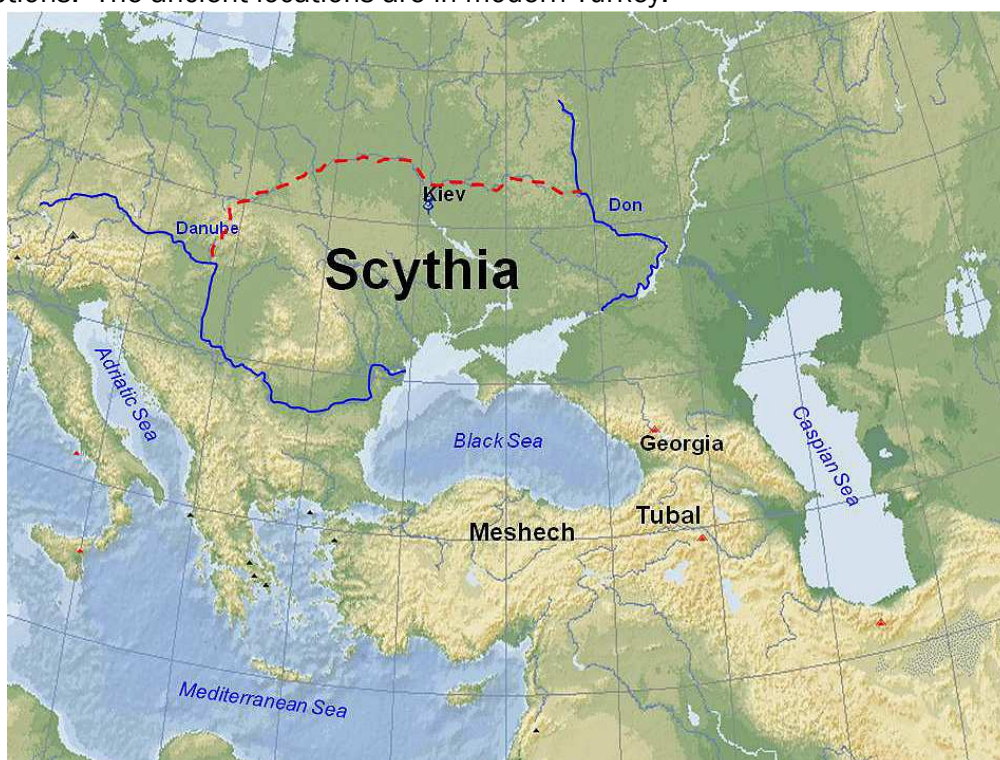 The ancient locations are in modern Turkey.
Kiev
Don
Danube
Scythia
Adriatic Sea
Black Sea
Caspian Sea
Georgia
Tubal
Meshech
Mediterranean Sea